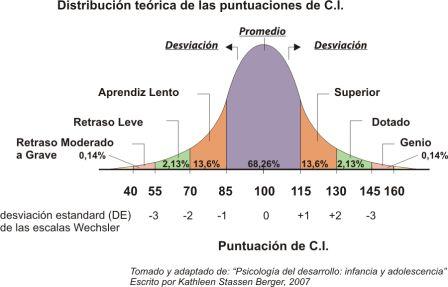 Distribución teórica de las puntuaciones de C.I.
Promedio
Desviación Desviación
Aprendiz Lento Superior
Retraso Leve Dotado
Retraso Moderado
a Grave
Genio
0,14% 2,13% 13,6% 68,26% 13,6% 2,13% 0,14%
40 55 70 85 100 115 130 145 160
desviación estandard (DE)
de las escalas Wechsler
-3 -2 -1 0 +1 +2 -3
Puntuación de C.I.
Tomado y adaptado de: “Psicología del desarrollo: infancia y adolescencia”
Escrito por Kathleen Stassen Berger, 2007